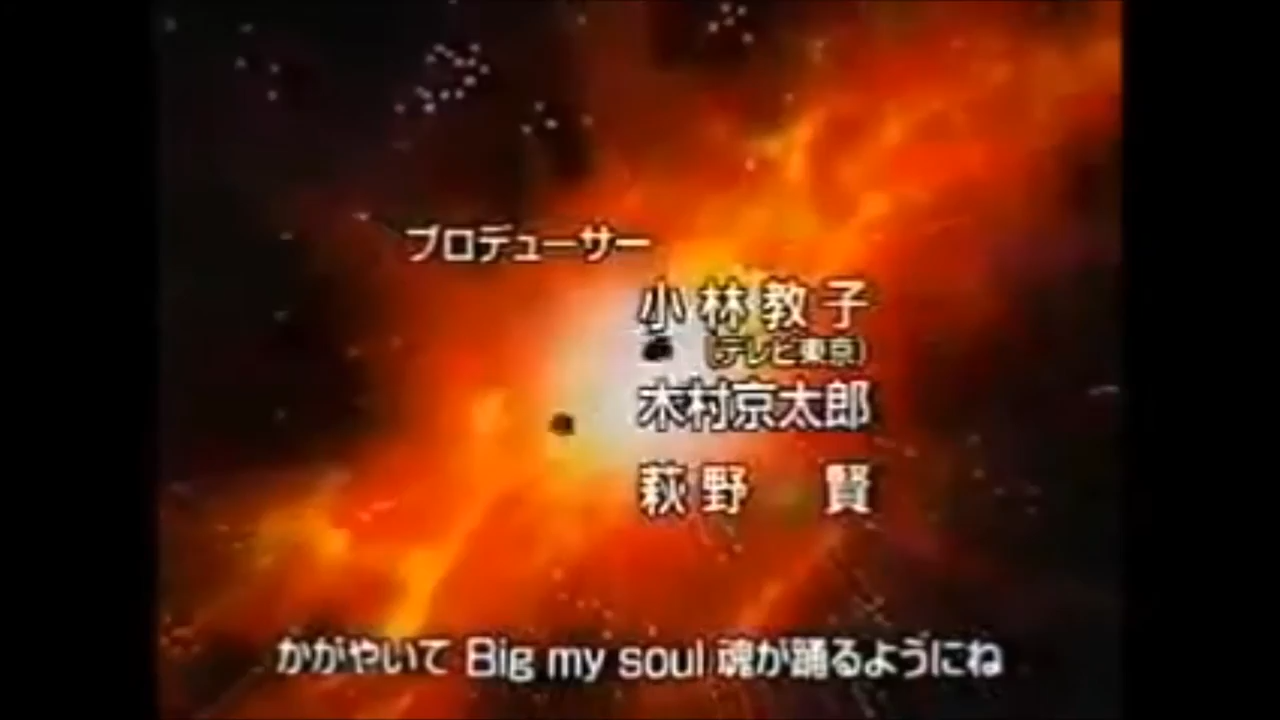 プロデューサー
小林教子
(テレビ東京)
木村京太郎
萩野 賢
かがやいて Big my soul 魂が踊るようにね